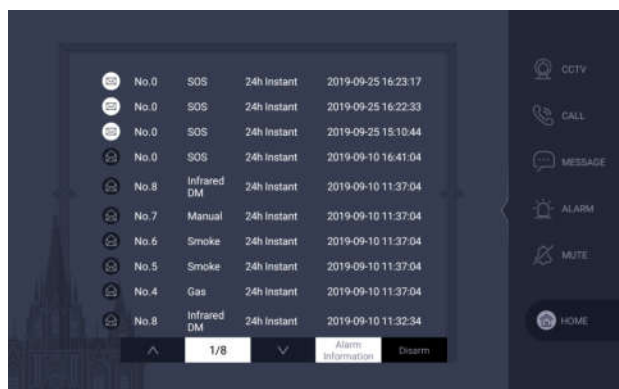 No.0 SOS 24h Instant 2019-09-25 16:23:17
No.0 SOS 24h Instant 2019-09-25 16:22:33
No.0 SOS 24h Instant 2019-09-25 15:10:44
No.0 SOS 24h Instant 2019-09-10 16:41:04
No.8 Infrared DM 24h Instant 2019-09-10 11:37:04
No.7 Manual 24h Instant 2019-09-10 11:37:04
No.6 Smoke 24h Instant 2019-09-10 11:37:04
No.5 Smoke 24h Instant 2019-09-10 11:37:04
No.4 Gas 24h Instant 2019-09-10 11:37:04
No.8 Infrared DM 24h Instant 2019-09-10 11:32:34
1/8 Alarm Information Disarm
CCTV
CALL
MESSAGE
ALARM
MUTE
HOME